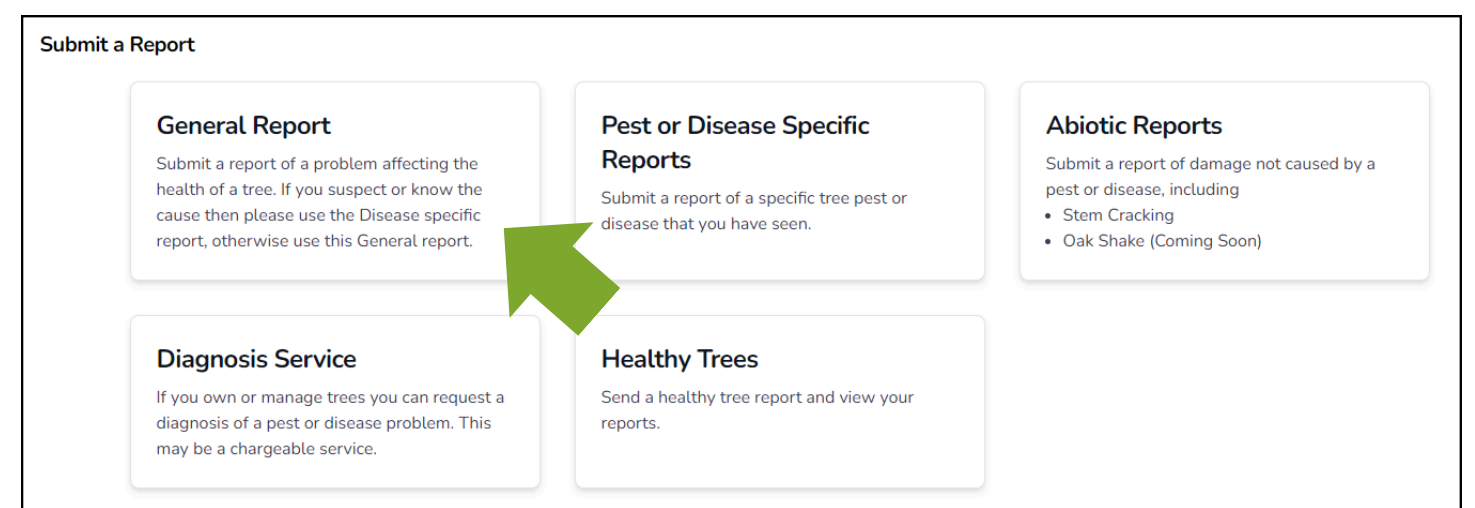 Submit a Report
General Report
Submit a report of a problem affecting the
health of a tree. If you suspect or know the
cause then please use the Disease specific
report, otherwise use this General report.
Pest or Disease Specific
Reports
Submit a report of a specific tree pest or
disease that you have seen.
Abiotic Reports
Submit a report of damage not caused by a
pest or disease, including
• Stem Cracking
• Oak Shake (Coming Soon)
Diagnosis Service
If you own or manage trees you can request a
diagnosis of a pest or disease problem. This
may be a chargeable service.
Healthy Trees
Send a healthy tree report and view your
reports.